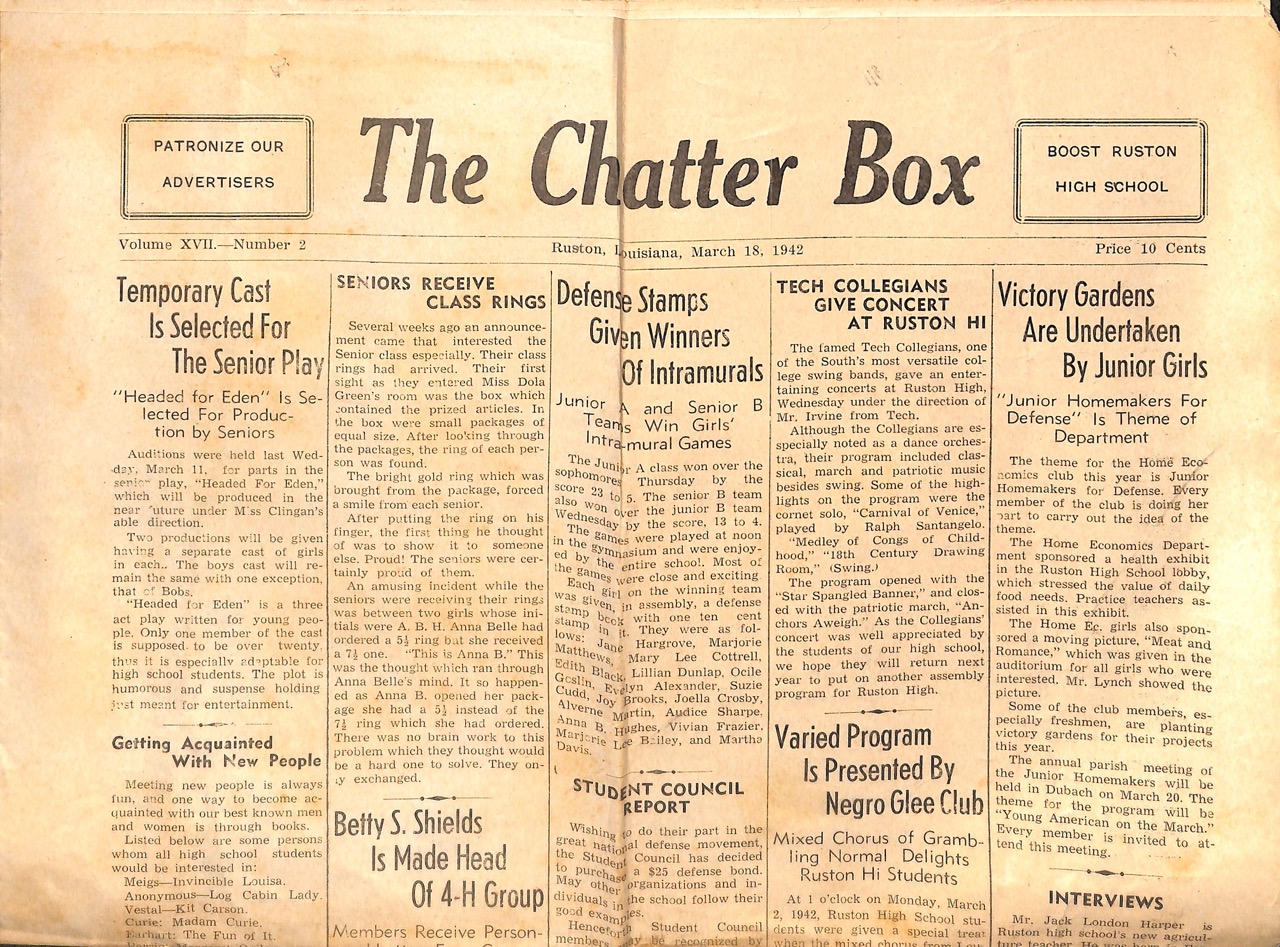 PATRONIZE OUR
ADVERTISERS
The Chatter Box
BOOST RUSTON
HIGH SCHOOL
Volume XVII.—Number 2
Ruston, Louisiana, March 18, 1942
Price 10 Cents
Temporary Cast
Is Selected For
The Senior Play
"Headed for Eden" Is Se-
lected For Produc-
tion by Seniors
Auditions were held last Wed-
day, March 11, for parts in the
senior play, "Headed For Eden,"
which will be produced in the
near future under Miss Clingan's
able direction.
Two productions will be given
having a separate cast of girls
in each.. The boys cast will re-
main the same with one exception,
that of Bobs.
"Headed for Eden" is a three
act play written for young peo-
ple. Only one member of the cast
is supposed to be over twenty,
thus it is especially adaptable for
high school students. The plot is
humorous and suspense holding
just meant for entertainment.
Getting Acquainted
With New People
Meeting new people is always
fun, and one way to become ac-
quainted with our best known men
and women is through books.
Listed below are some persons
whom all high school students
would be interested in:
Meigs—Invincible Louisa.
Anonymous—Log Cabin Lady.
Vestal—Kit Carson.
Curie: Madam Curie.
Earhart: The Fun of It.
SENIORS RECEIVE
CLASS RINGS
Several weeks ago an announce-
ment came that interested the
Senior class especially. Their class
rings had arrived. Their first
sight as they entered Miss Dola
Green's room was the box which
contained the prized articles. In
the box were small packages of
equal size. After looking through
the packages, the ring of each per-
son was found.
The bright gold ring which was
brought from the package, forced
a smile from each senior.
After putting the ring on his
finger, the first thing he thought
of was to show it to someone
else. Proud! The seniors were cer-
tainly proud of them.
An amusing incident while the
seniors were receiving their rings
was between two girls whose ini-
tials were A. B. H. Anna Belle had
ordered a 5½ ring but she received
a 7½ one. "This is Anna B." This
was the thought which ran through
Anna Belle's mind. It so happen-
ed as Anna B. opened her pack-
age she had a 5½ instead of the
7½ ring which she had ordered.
There was no brain work to this
problem which they thought would
be a hard one to solve. They on-
ly exchanged.
Betty S. Shields
Is Made Head
Of 4-H Group
Members Receive Person-
Defense Stamps
Given Winners
Of Intramurals
Junior A and Senior B
Teams Win Girls'
Intra-mural Games
The Junior A class won over the
sophomores Thursday by the
score 23 to 5. The senior B team
also won over the junior B team
Wednesday by the score, 13 to 4.
The games were played at noon
in the gymnasium and were enjoy-
ed by the entire school. Most of
the games were close and exciting.
Each girl on the winning team
was given, in assembly, a defense
stamp book with one ten cent
stamp in it. They were as fol-
lows: Jane Hargrove, Marjorie
Matthews, Mary Lee Cottrell,
Edith Black, Lillian Dunlap, Ocile
Goslin, Evelyn Alexander, Suzie
Cudd, Joy Brooks, Joella Crosby,
Alverne Martin, Audice Sharpe,
Anna B. Hughes, Vivian Frazier,
Marjorie Lee Bailey, and Martha
Davis.
STUDENT COUNCIL
REPORT
Wishing to do their part in the
great national defense movement,
the Student Council has decided
to purchase a $25 defense bond.
May other organizations and in-
dividuals in the school follow their
good examples.
Henceforth Student Council
members may be recognized by
TECH COLLEGIANS
GIVE CONCERT
AT RUSTON HI
The famed Tech Collegians, one
of the South's most versatile col-
lege swing bands, gave an enter-
taining concerts at Ruston High,
Wednesday under the direction of
Mr. Irvine from Tech.
Although the Collegians are es-
pecially noted as a dance orches-
tra, their program included clas-
sical, march and patriotic music
besides swing. Some of the high-
lights on the program were the
cornet solo, "Carnival of Venice,"
played by Ralph Santangelo.
"Medley of Congs of Child-
hood," "18th Century Drawing
Room," (Swing.)
The program opened with the
"Star Spangled Banner," and clos-
ed with the patriotic march, "An-
chors Aweigh." As the Collegians'
concert was well appreciated by
the students of our high school,
we hope they will return next
year to put on another assembly
program for Ruston High.
Varied Program
Is Presented By
Negro Glee Club
Mixed Chorus of Gramb-
ling Normal Delights
Ruston Hi Students
At 1 o'clock on Monday, March
2, 1942, Ruston High School stu-
dents were given a special treat
when the mixed chorus from
Victory Gardens
Are Undertaken
By Junior Girls
"Junior Homemakers For
Defense" Is Theme of
Department
The theme for the Home Eco-
nomics club this year is Junior
Homemakers for Defense. Every
member of the club is doing her
part to carry out the idea of the
theme.
The Home Economics Depart-
ment sponsored a health exhibit
in the Ruston High School lobby,
which stressed the value of daily
food needs. Practice teachers as-
sisted in this exhibit.
The Home Ec. girls also spon-
sored a moving picture, "Meat and
Romance," which was given in the
auditorium for all girls who were
interested. Mr. Lynch showed the
picture.
Some of the club members, es-
pecially freshmen, are planting
victory gardens for their projects
this year.
The annual parish meeting of
the Junior Homemakers will be
held in Dubach on March 20. The
theme for the program will be
"Young American on the March."
Every member is invited to at-
tend this meeting.
INTERVIEWS
Mr. Jack London Harper is
Ruston high school's new agricul-